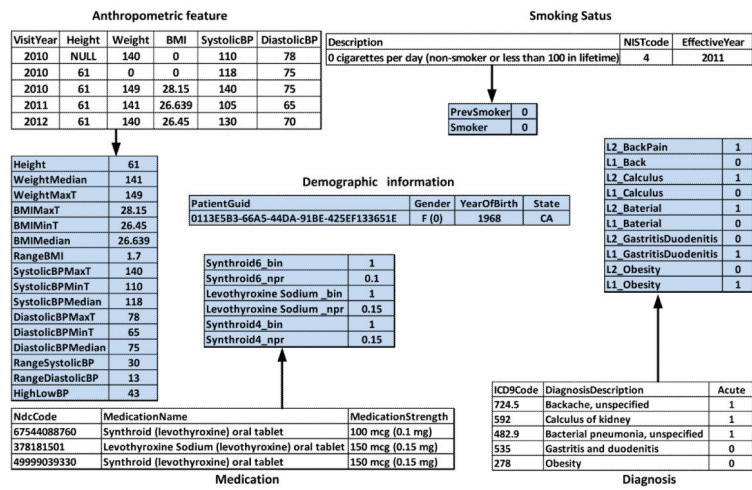 Anthropometric feature
VisitYear Height Weight BMI SystolicBP DiastolicBP
2010 NULL 140 0 110 78
2010 61 0 0 118 75
2010 61 149 28.15 140 75
2011 61 141 26.639 105 65
2012 61 140 26.45 130 70
Smoking Satus
Description NISTcode EffectiveYear
0 cigarettes per day (non-smoker or less than 100 in lifetime) 4 2011
PrevSmoker 0
Smoker 0
Height 61
WeightMedian 141
WeightMaxT 149
BMIMaxT 28.15
BMIMinT 26.45
BMIMedian 26.639
RangeBMI 1.7
SystolicBPMaxT 140
SystolicBPMinT 110
SystolicBPMedian 118
DiastolicBPMaxT 78
DiastolicBPMinT 65
DiastolicBPMedian 75
RangeSystolicBP 30
RangeDiastolicBP 13
HighLowBP 43
Demographic information
PatientGuid Gender YearOfBirth State
0113E5B3-66A5-44DA-91BE-425EF133651E F (0) 1968 CA
Synthroid6_bin 1
Synthroid6_npr 0.1
Levothyroxine Sodium _bin 1
Levothyroxine Sodium _npr 0.15
Synthroid4_bin 1
Synthroid4_npr 0.15
L2_BackPain 1
L1_Back 0
L2_Calculus 1
L1_Calculus 0
L2_Baterial 1
L1_Baterial 0
L2_GastritisDuodenitis 0
L1_GastritisDuodenitis 1
L2_Obesity 0
L1_Obesity 1
NdcCode MedicationName MedicationStrength
67544088760 Synthroid (levothyroxine) oral tablet 100 mcg (0.1 mg)
378181501 Levothyroxine Sodium (levothyroxine) oral tablet 150 mcg (0.15 mg)
49999039330 Synthroid (levothyroxine) oral tablet 150 mcg (0.15 mg)
Medication
ICD9Code DiagnosisDescription Acute
724.5 Backache, unspecified 1
592 Calculus of kidney 1
482.9 Bacterial pneumonia, unspecified 1
535 Gastritis and duodenitis 0
278 Obesity 0
Diagnosis